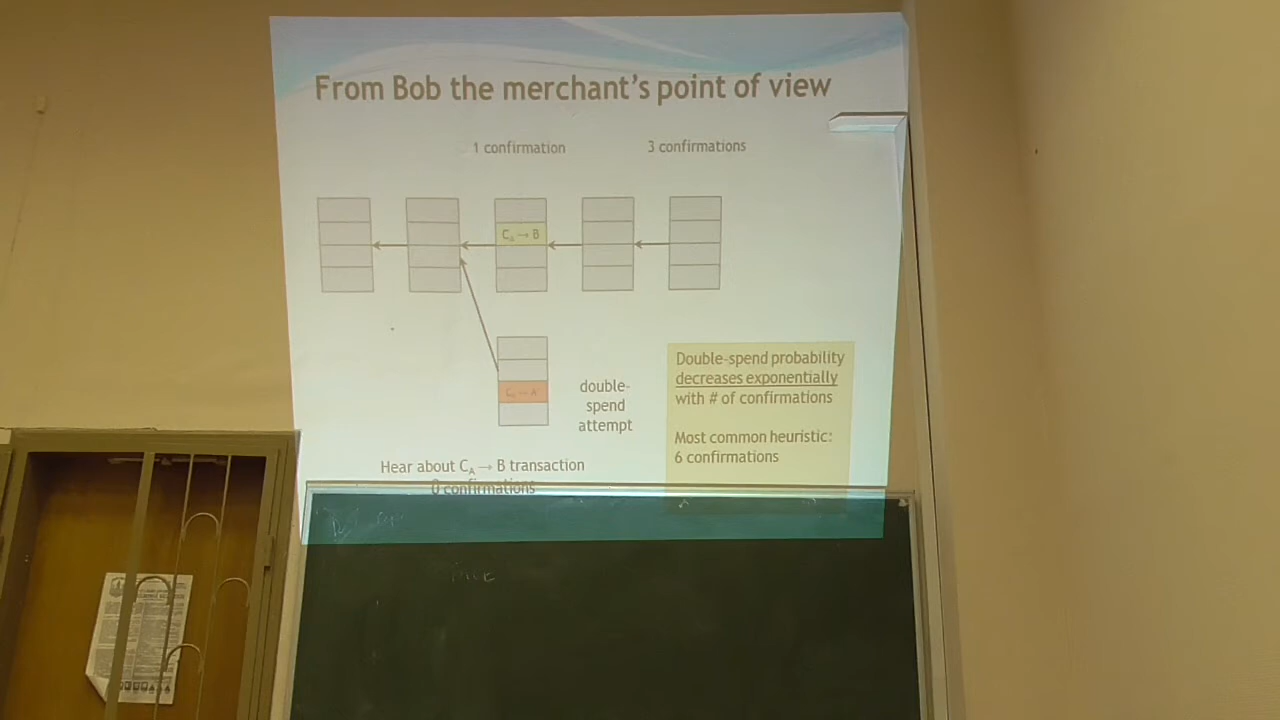 From Bob the merchant's point of view
1 confirmation
3 confirmations
C_A → B
double-
spend
attempt
Double-spend probability
decreases exponentially
with # of confirmations
Most common heuristic:
6 confirmations
Hear about C_A → B transaction
0 confirmations